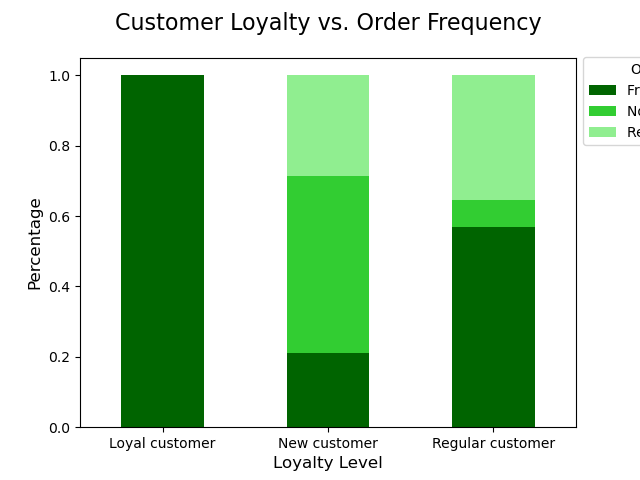 Customer Loyalty vs. Order Frequency
1.0
0.8
0.6
0.4
0.2
0.0
Percentage
Loyal customer
New customer
Regular customer
Loyalty Level